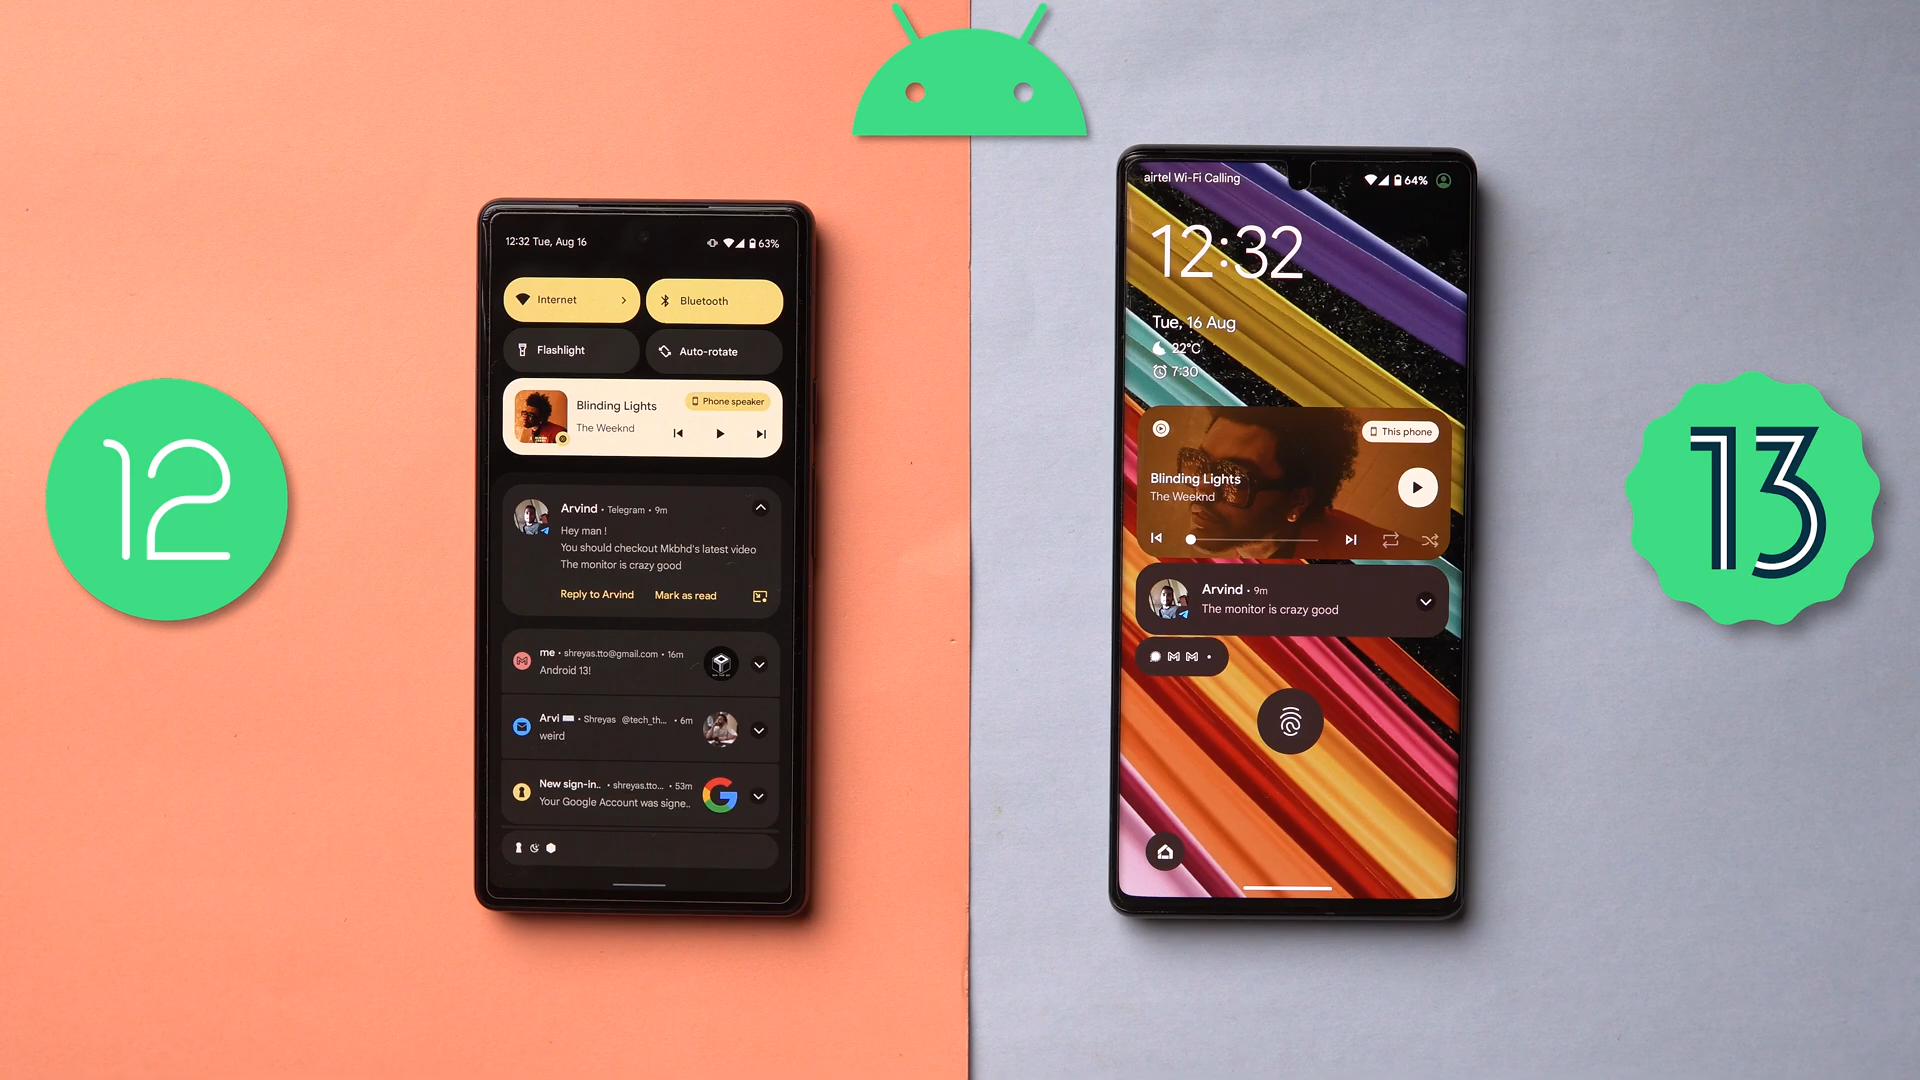 12
12:32 Tue, Aug 16
63%
Internet
Bluetooth
Flashlight
Auto-rotate
Blinding Lights
Phone speaker
The Weeknd
Arvind • Telegram • 9m
Hey man !
You should checkout Mkbhd's latest video
The monitor is crazy good
Reply to Arvind
Mark as read
me • shreyas.tto@gmail.com • 16m
Android 13!
Arvi • Shreyas @tech_th... • 6m
weird
New sign-in.. • shreyas.tto... • 53m
Your Google Account was signe..
airtel Wi-Fi Calling
64%
12:32
Tue, 16 Aug
22°C
7:30
This phone
Blinding Lights
The Weeknd
Arvind • 9m
The monitor is crazy good
13